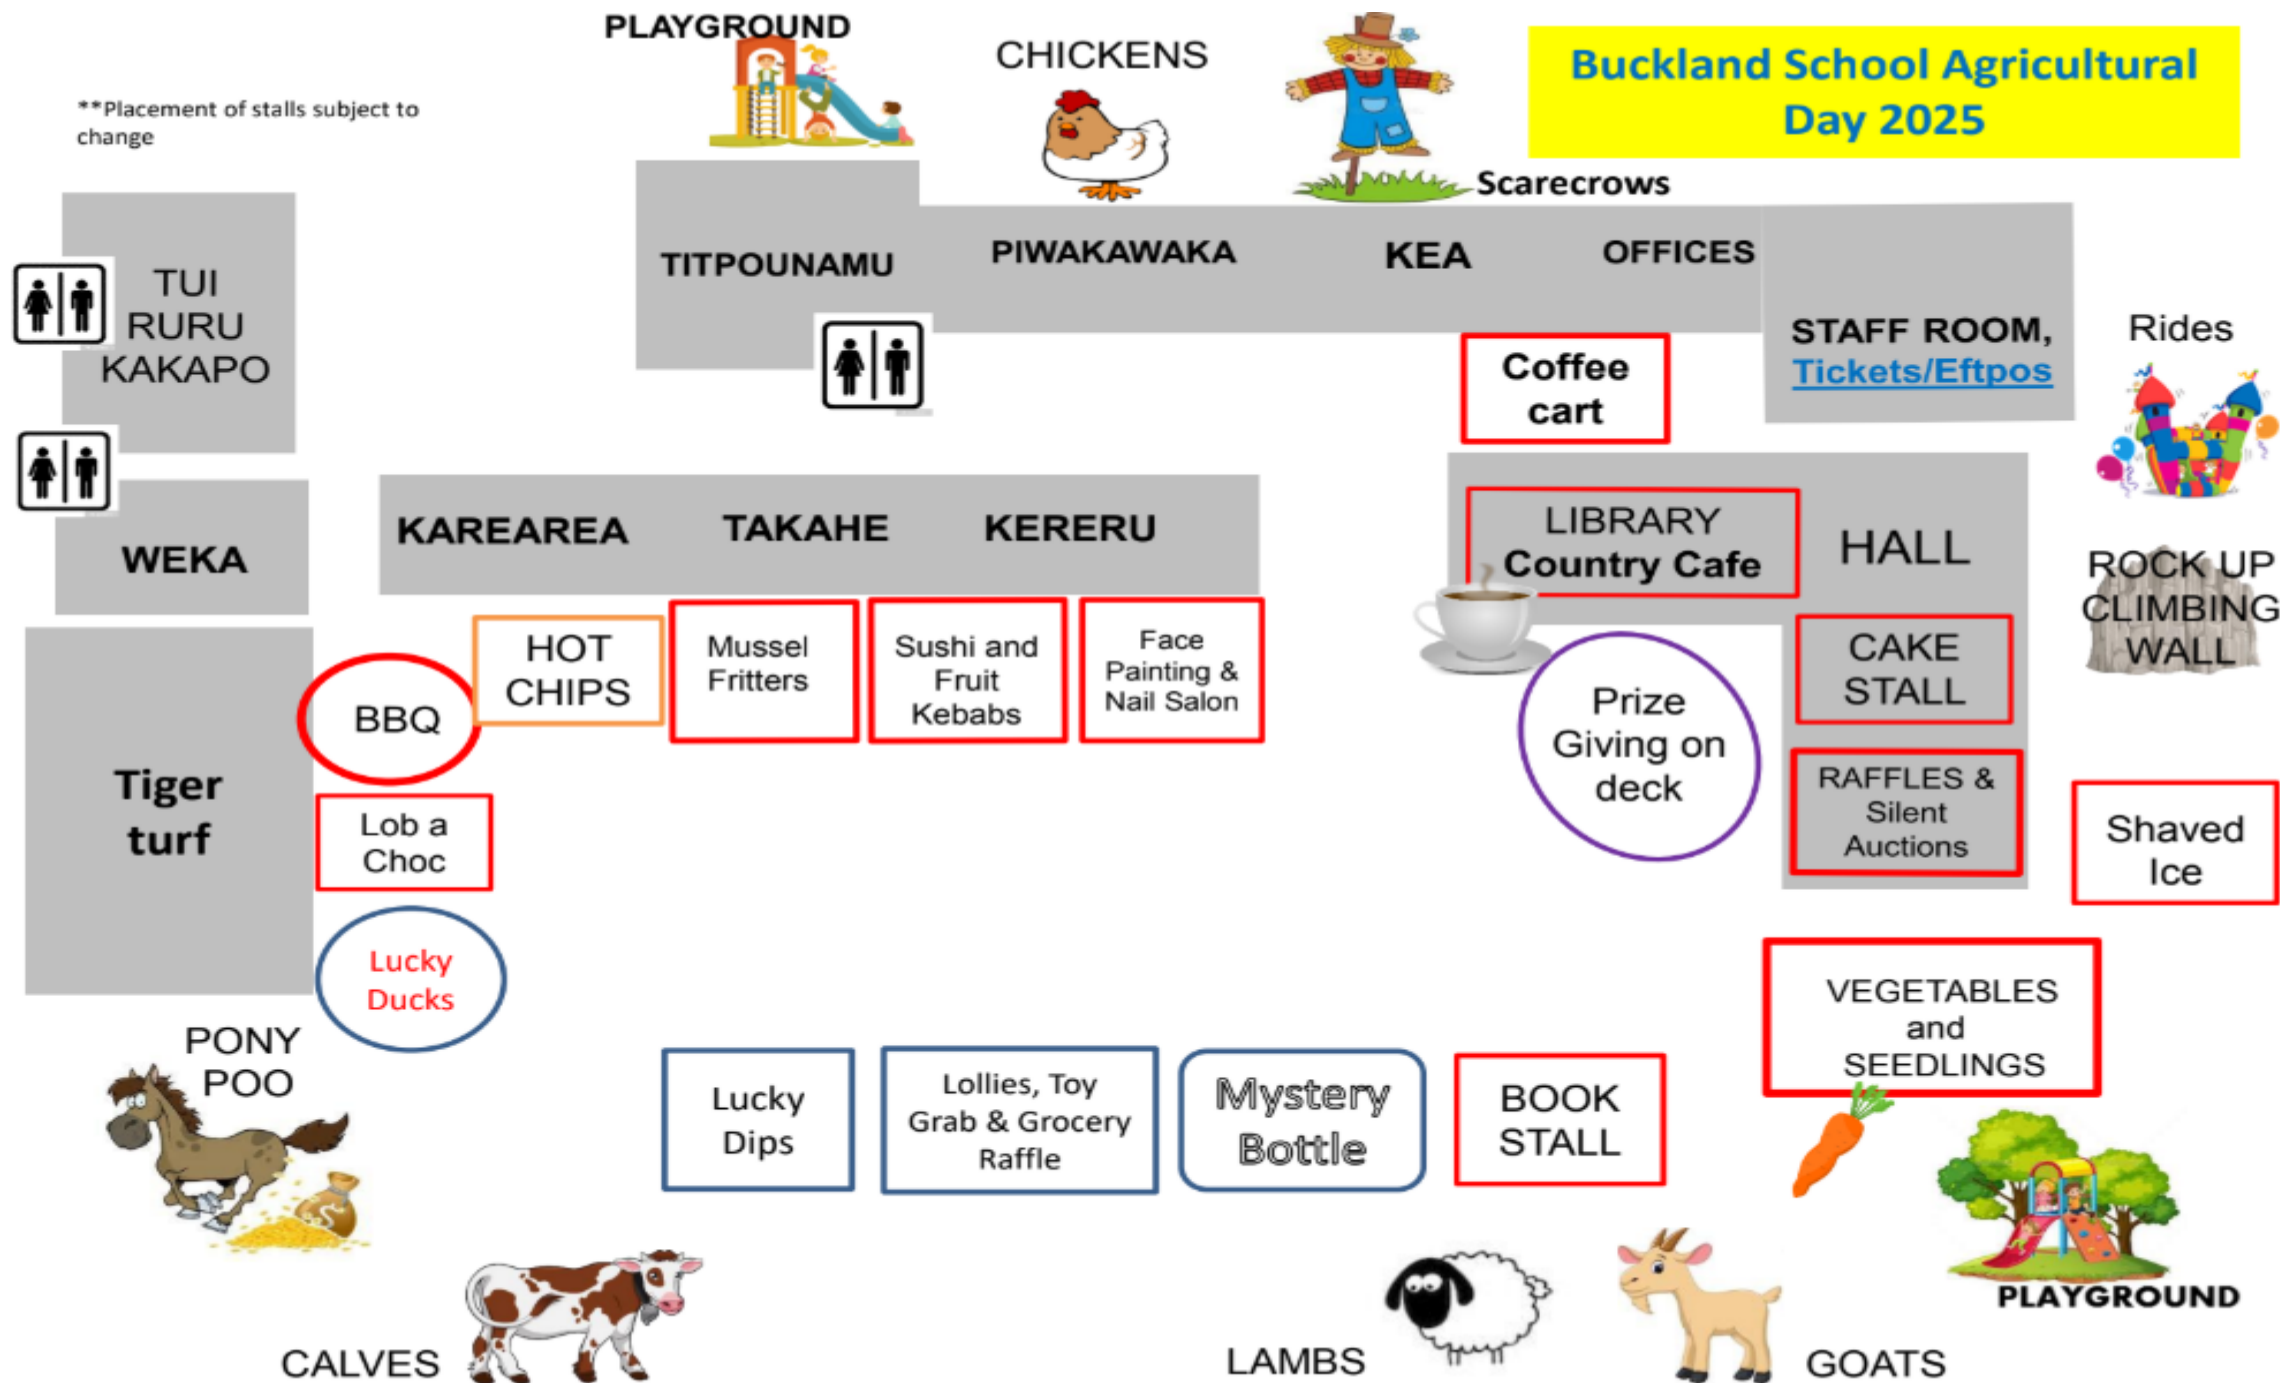 PLAYGROUND
CHICKENS
Buckland School Agricultural
Day 2025
**Placement of stalls subject to
change
Scarecrows
TUI
RURU
KAKAPO
TITPOUNAMU
PIWAKAWAKA
KEA
OFFICES
STAFF ROOM,
Tickets/Eftpos
Rides
Coffee
cart
WEKA
KAREAREA
TAKAHE
KERERU
LIBRARY
Country Cafe
HALL
ROCK UP
CLIMBING
WALL
BBQ
HOT
CHIPS
Mussel
Fritters
Sushi and
Fruit
Kebabs
Face
Painting &
Nail Salon
Prize
Giving on
deck
CAKE
STALL
Tiger
turf
Lob a
Choc
RAFFLES &
Silent
Auctions
Shaved
Ice
Lucky
Ducks
VEGETABLES
and
SEEDLINGS
PONY
POO
$
Lucky
Dips
Lollies, Toy
Grab & Grocery
Raffle
Mystery
Bottle
BOOK
STALL
PLAYGROUND
CALVES
LAMBS
GOATS